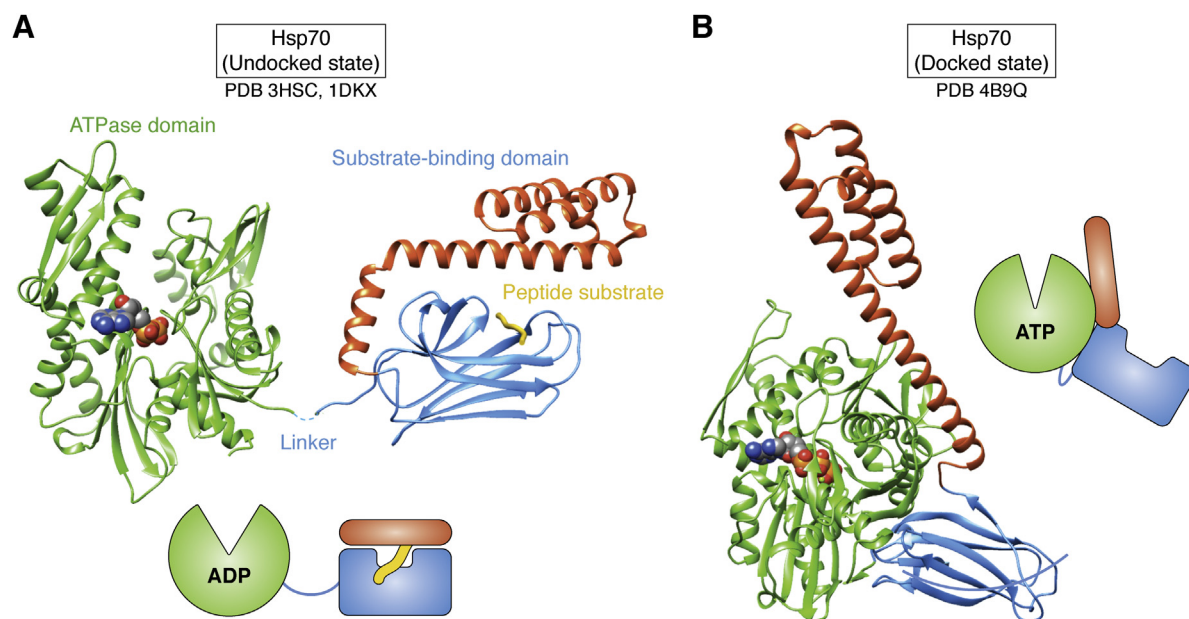 A
Hsp70
(Undocked state)
PDB 3HSC, 1DKX
ATPase domain
Substrate-binding domain
Peptide substrate
Linker
ADP
B
Hsp70
(Docked state)
PDB 4B9Q
ATP